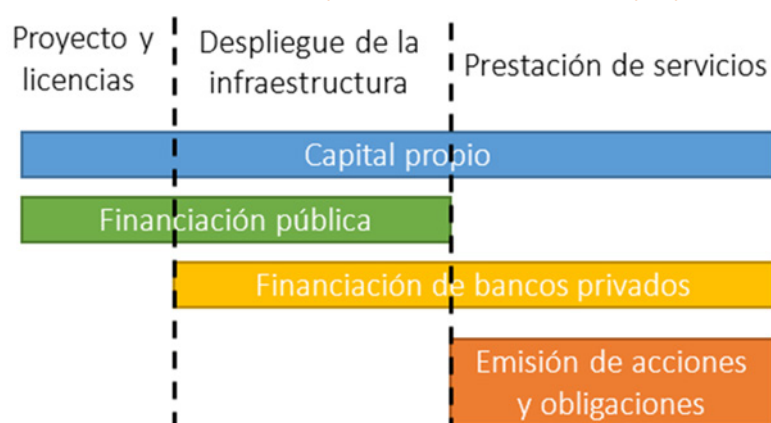 Proyecto y
licencias
Despliegue de la
infraestructura
Prestación de servicios
Capital propio
Financiación pública
Financiación de bancos privados
Emisión de acciones
y obligaciones